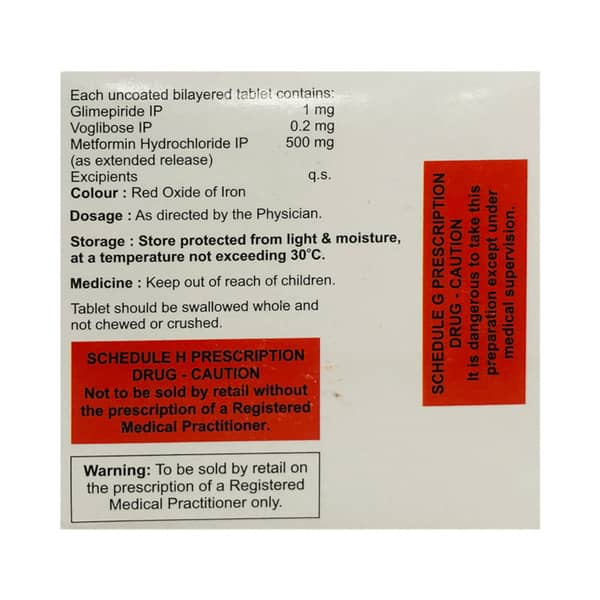 Each uncoated bilayered tablet contains:
Glimepiride IP 1 mg
Voglibose IP 0.2 mg
Metformin Hydrochloride IP 500 mg
(as extended release)
Excipients q.s.
Colour : Red Oxide of Iron
Dosage : As directed by the Physician.
Storage : Store protected from light & moisture,
at a temperature not exceeding 30°C.
Medicine : Keep out of reach of children.
Tablet should be swallowed whole and
not chewed or crushed.
SCHEDULE H PRESCRIPTION
DRUG - CAUTION
Not to be sold by retail without
the prescription of a Registered
Medical Practitioner.
Warning: To be sold by retail on
the prescription of a Registered
Medical Practitioner only.
SCHEDULE G PRESCRIPTION
DRUG - CAUTION
It is dangerous to take this
preparation except under
medical supervision.